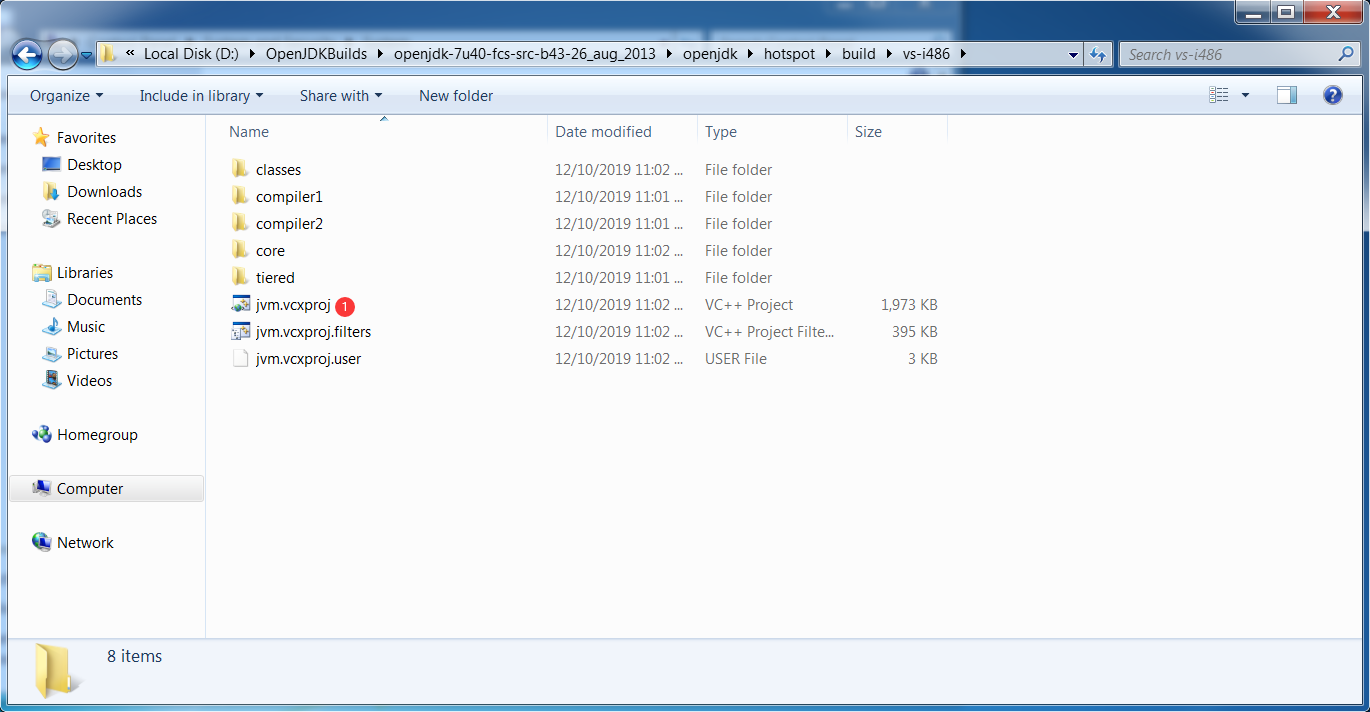 « Local Disk (D:) OpenJDKBuilds openjdk-7u40-fcs-src-b43-26_aug_2013 openjdk hotspot build vs-i486 Search vs-i486
Organize Include in library Share with New folder
Name Date modified Type Size
Favorites
Desktop
Downloads
Recent Places
Libraries
Documents
Music
Pictures
Videos
Homegroup
Computer
Network
classes 12/10/2019 11:02 ... File folder
compiler1 12/10/2019 11:01 ... File folder
compiler2 12/10/2019 11:01 ... File folder
core 12/10/2019 11:02 ... File folder
tiered 12/10/2019 11:01 ... File folder
jvm.vcxproj 1 12/10/2019 11:02 ... VC++ Project 1,973 KB
jvm.vcxproj.filters 12/10/2019 11:02 ... VC++ Project Filte... 395 KB
jvm.vcxproj.user 12/10/2019 11:02 ... USER File 3 KB
8 items